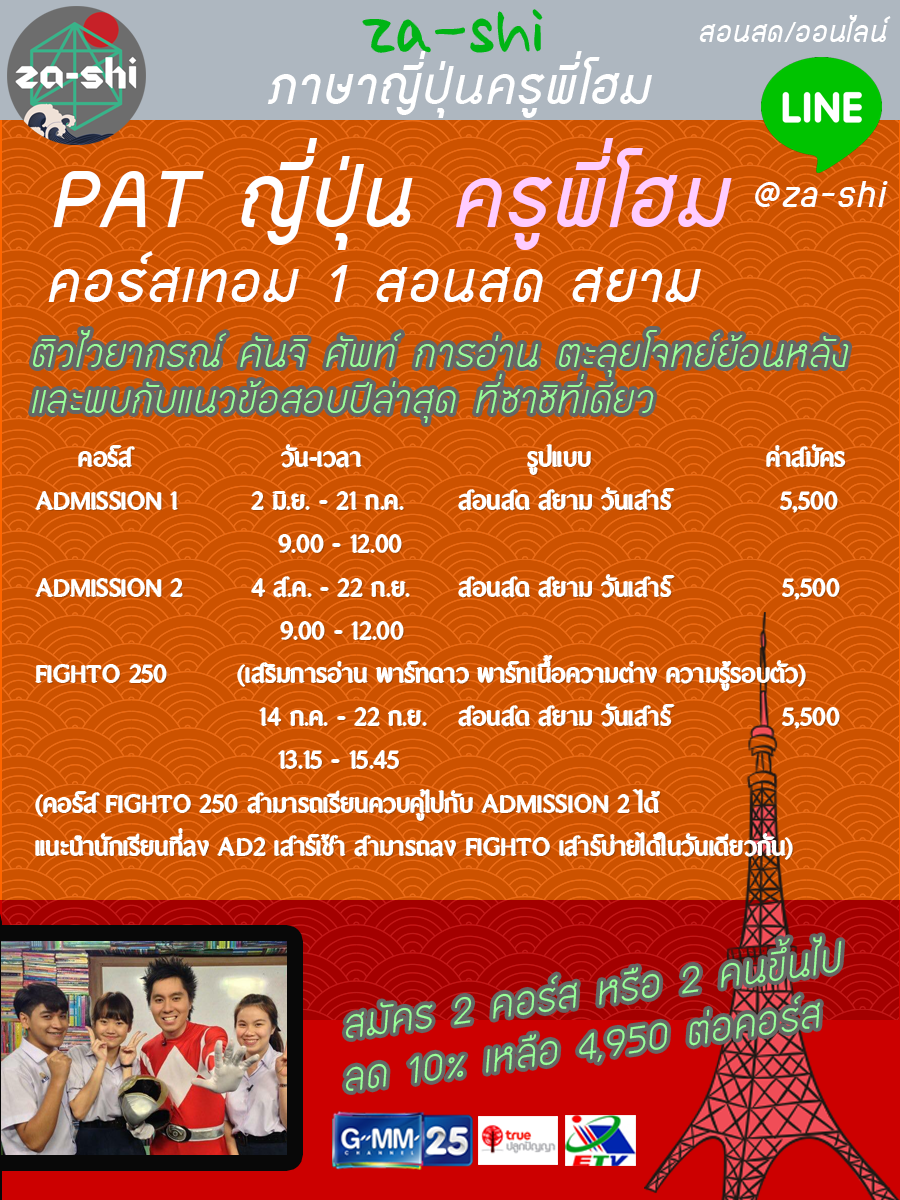 za-shi
za-shi
สอนสด/ออนไลน์
ภาษาญี่ปุ่นครูพี่โฮม
LINE
@za-shi
PAT ญี่ปุ่น ครูพี่โฮม
คอร์สเทอม 1 สอนสด สยาม
ติวไวยากรณ์ คันจิ ศัพท์ การอ่าน ตะลุยโจทย์ย้อนหลัง
และพบกับแนวข้อสอบปีล่าสุด ที่ซาชิที่เดียว
คอร์ส วัน-เวลา รูปแบบ ค่าสมัคร
ADMISSION 1 2 มิ.ย. - 21 ก.ค. สอนสด สยาม วันเสาร์ 5,500
9.00 - 12.00
ADMISSION 2 4 ส.ค. - 22 ก.ย. สอนสด สยาม วันเสาร์ 5,500
9.00 - 12.00
FIGHTO 250 (เสริมการอ่าน พาร์ทดาว พาร์ทเนื้อความต่าง ความรู้รอบตัว)
14 ก.ค. - 22 ก.ย. สอนสด สยาม วันเสาร์ 5,500
13.15 - 15.45
(คอร์ส FIGHTO 250 สามารถเรียนควบคู่ไปกับ ADMISSION 2 ได้
แนะนำนักเรียนที่ลง AD2 เสาร์เช้า สามารถลง FIGHTO เสาร์บ่ายได้ในวันเดียวกัน)
สมัคร 2 คอร์ส หรือ 2 คนขึ้นไป
ลด 10% เหลือ 4,950 ต่อคอร์ส
GMM 25
CHANNEL
true
ปลูกปัญญา
ETV